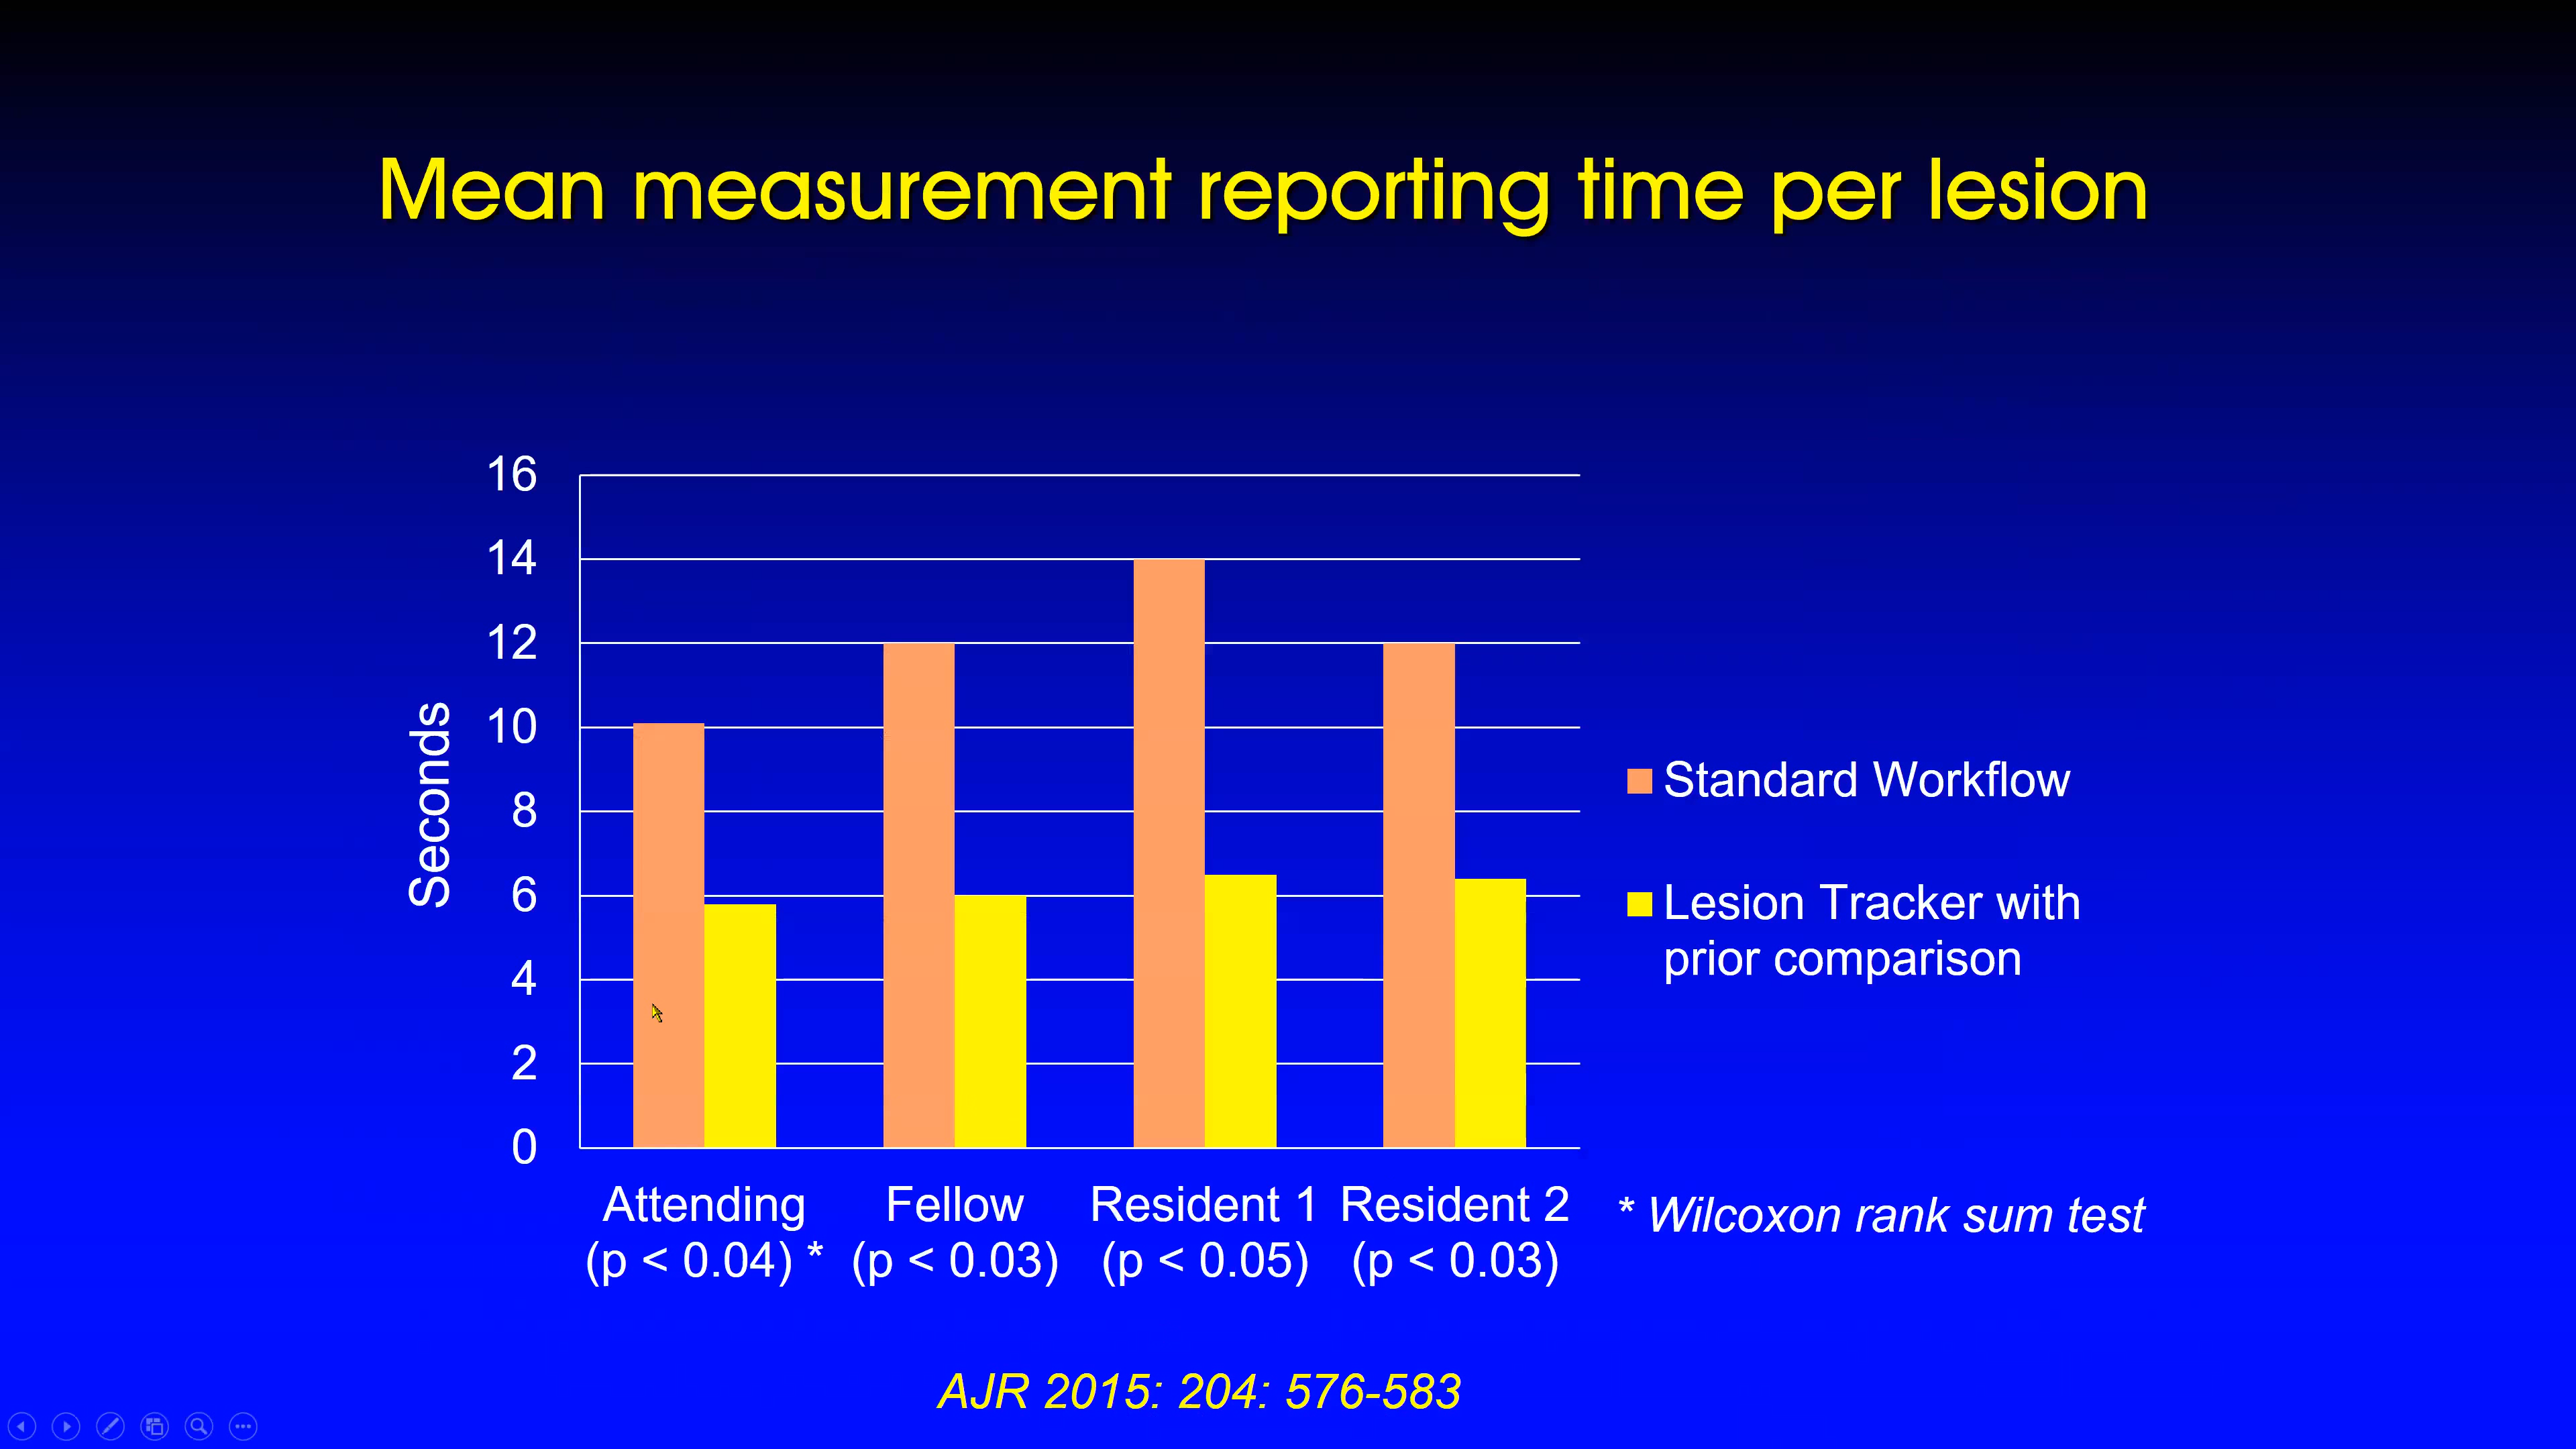 Mean measurement reporting time per lesion
16
14
12
10
8
6
4
2
0
Seconds
Standard Workflow
Lesion Tracker with
prior comparison
Attending
(p < 0.04) *
Fellow
(p < 0.03)
Resident 1
(p < 0.05)
Resident 2
(p < 0.03)
* Wilcoxon rank sum test
AJR 2015: 204: 576-583